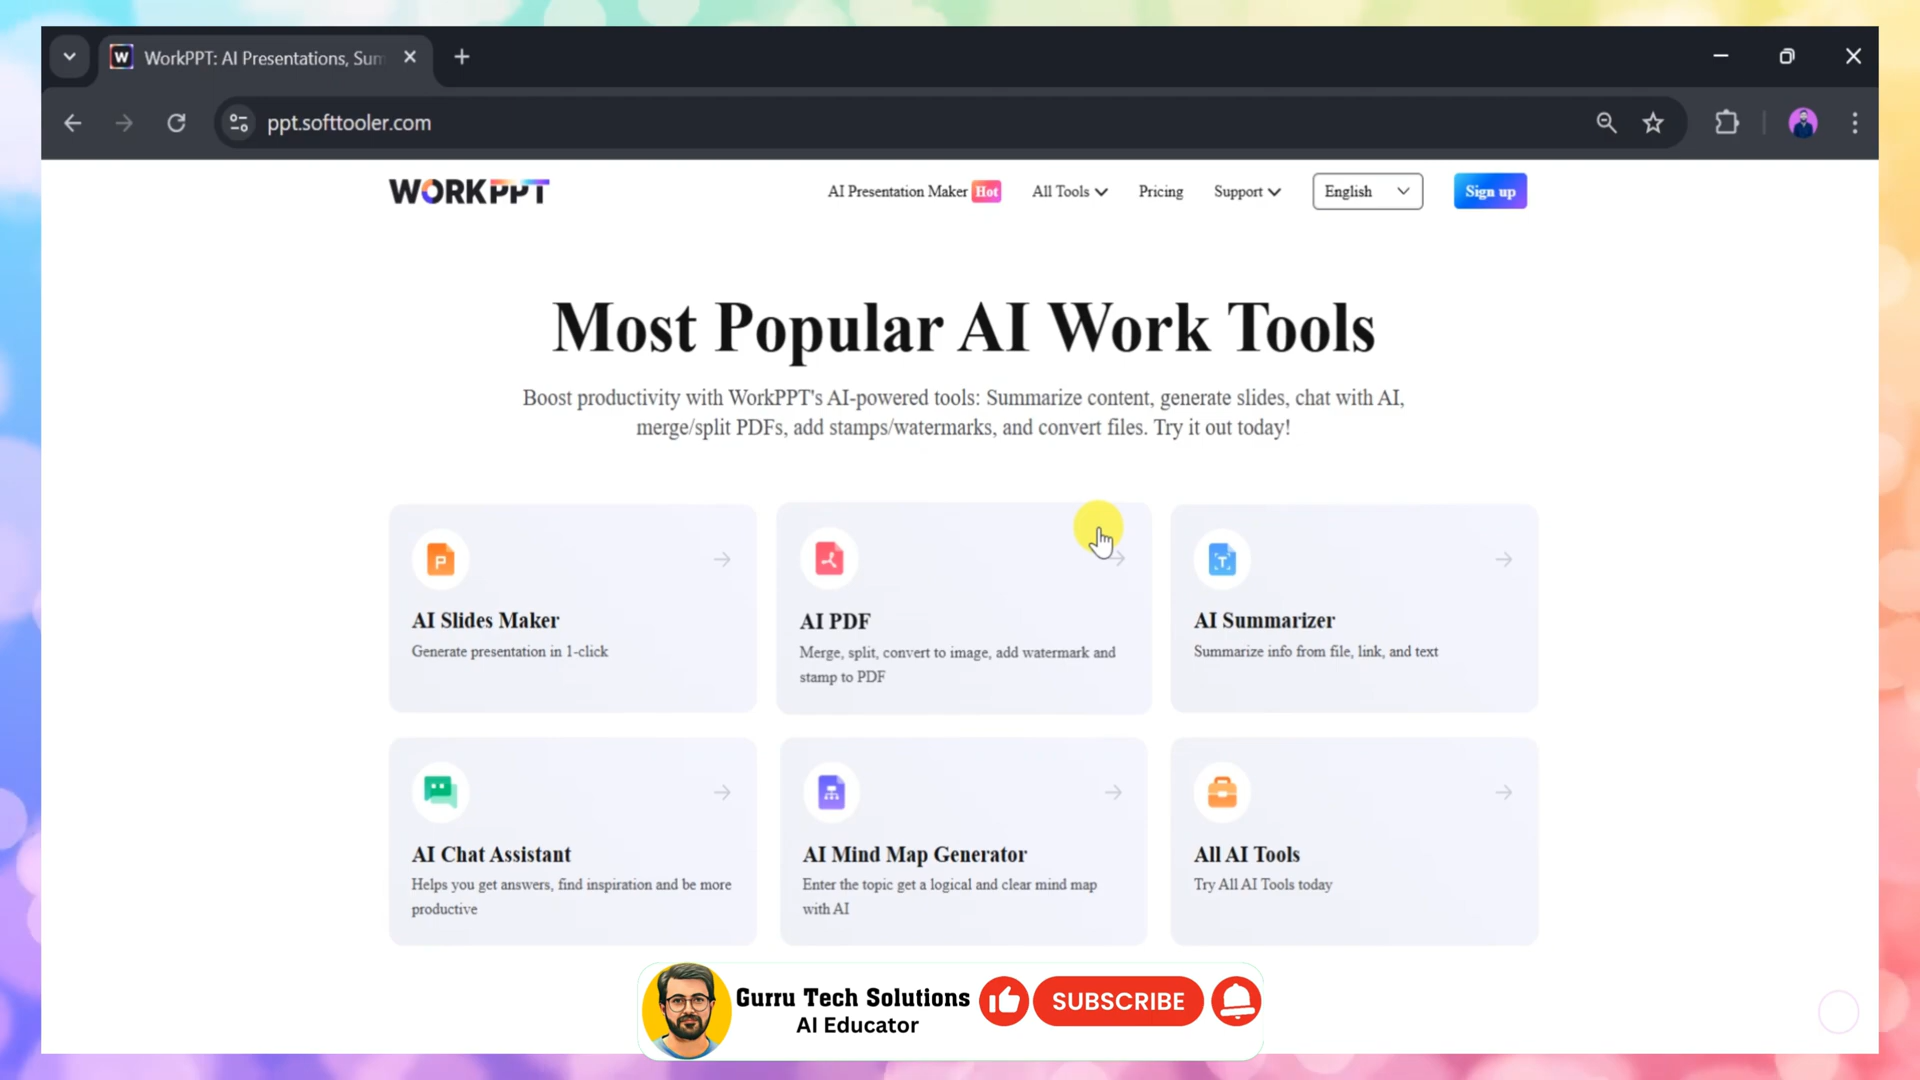 WorkPPT: AI Presentations, Sum
ppt.softtooler.com
WORKPPT
AI Presentation Maker Hot All Tools Pricing Support English Sign up
Most Popular AI Work Tools
Boost productivity with WorkPPT's AI-powered tools: Summarize content, generate slides, chat with AI,
merge/split PDFs, add stamps/watermarks, and convert files. Try it out today!
AI Slides Maker
Generate presentation in 1-click
AI PDF
Merge, split, convert to image, add watermark and
stamp to PDF
AI Summarizer
Summarize info from file, link, and text
AI Chat Assistant
Helps you get answers, find inspiration and be more
productive
AI Mind Map Generator
Enter the topic get a logical and clear mind map
with AI
All AI Tools
Try All AI Tools today
Gurru Tech Solutions
AI Educator
SUBSCRIBE